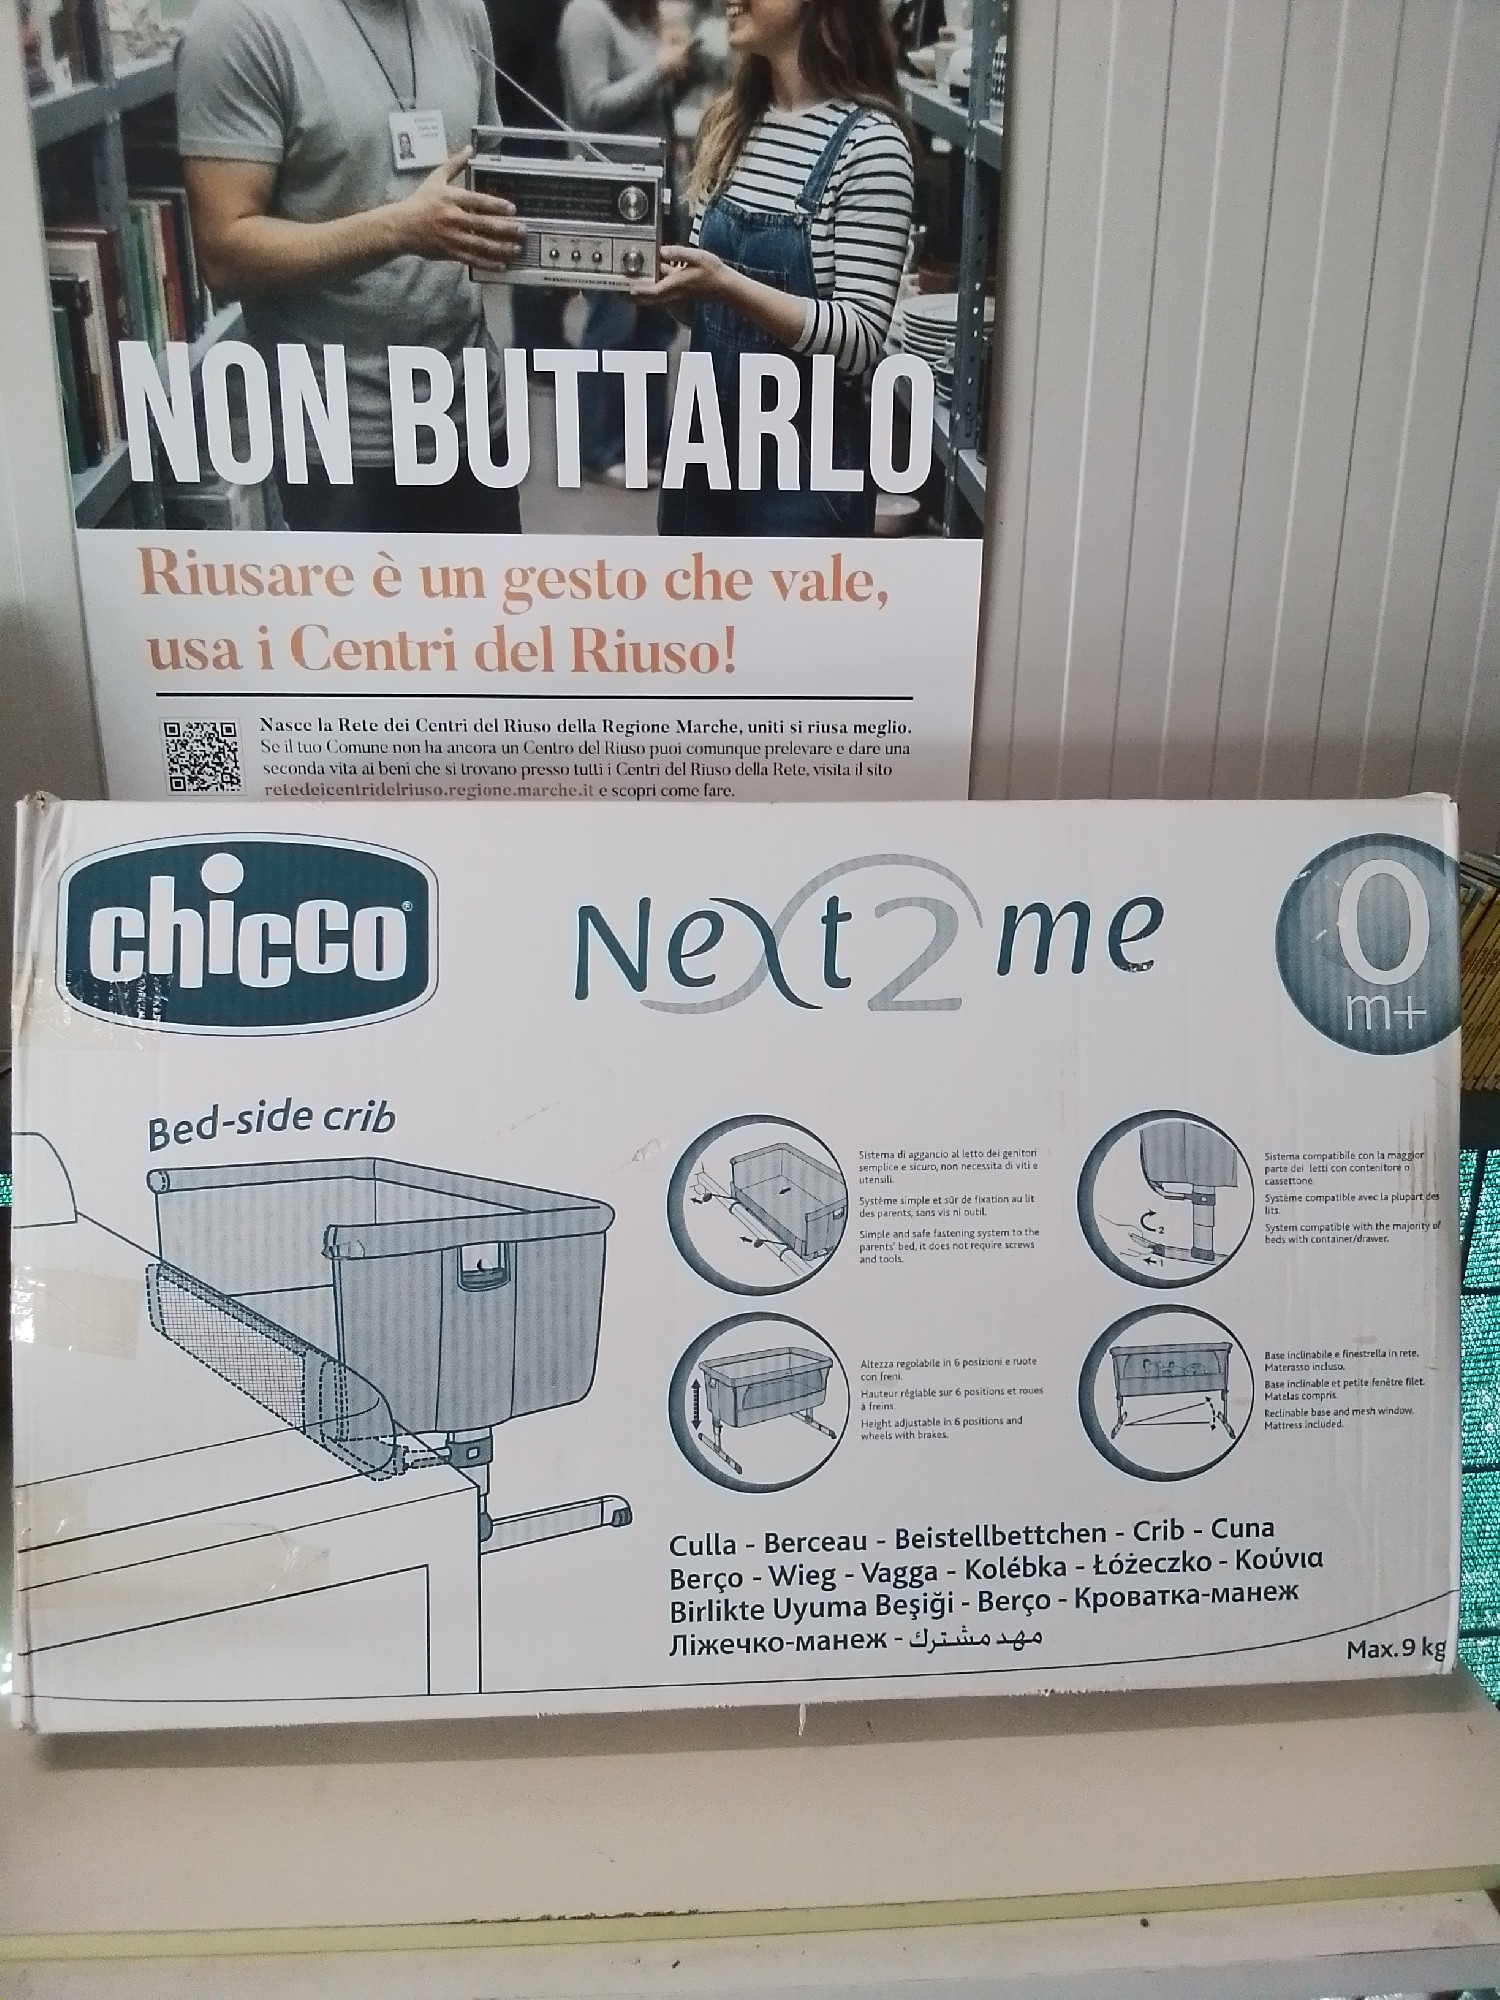 NON BUTTARLO
Riusare è un gesto che vale,
usa i Centri del Riuso!
Nasce la Rete dei Centri del Riuso della Regione Marche, uniti si riusa meglio.
Se il tuo Comune non ha ancora un Centro del Riuso puoi comunque prelevare e dare una
seconda vita ai beni che si trovano presso tutti i Centri del Riuso della Rete, visita il sito
retedeicentridelriuso.regione.marche.it e scopri come fare.
chicco®
Next2me
0
m+
Bed-side crib
Sistema di aggancio al letto dei genitori
semplice e sicuro, non necessita di viti e
utensili.
Système simple et sûr de fixation au lit
des parents, sans vis ni outil.
Simple and safe fastening system to the
parents' bed, it does not require screws
and tools.
2
1
Sistema compatibile con la maggior
parte dei letti con contenitore o
cassettone.
Système compatible avec la plupart des
lits.
System compatible with the majority of
beds with container/drawer.
Altezza regolabile in 6 posizioni e ruote
con freni.
Hauteur réglable sur 6 positions et roues
à freins.
Height adjustable in 6 positions and
wheels with brakes.
Base inclinabile e finestrella in rete.
Materasso incluso.
Base inclinable et petite fenêtre filet.
Matelas compris.
Reclinable base and mesh window.
Mattress included.
Culla - Berceau - Beistellbettchen - Crib - Cuna
Berço - Wieg - Vagga - Kolébka - Łóżeczko - Κούνια
Birlikte Uyuma Beşiği - Berço - Кроватка-манеж
Ліжечко-манеж - مهد مشترك
Max. 9 kg